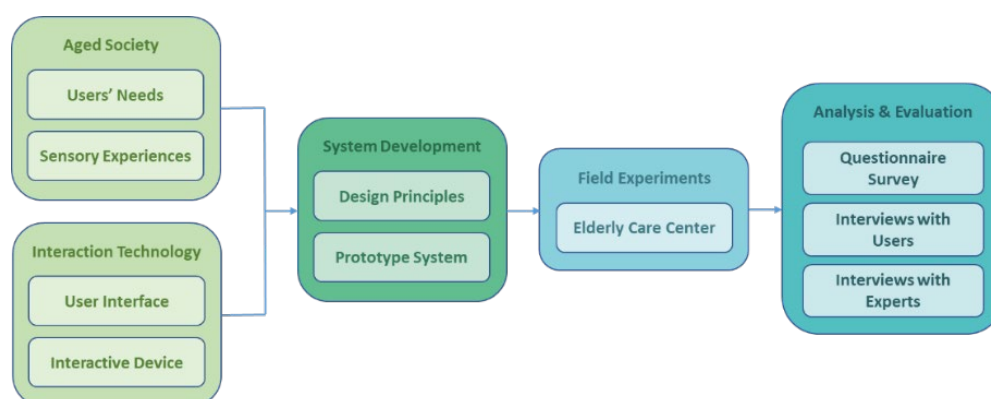 Aged Society
Users' Needs
Sensory Experiences
Interaction Technology
User Interface
Interactive Device
System Development
Design Principles
Prototype System
Field Experiments
Elderly Care Center
Analysis & Evaluation
Questionnaire
Survey
Interviews with
Users
Interviews with
Experts